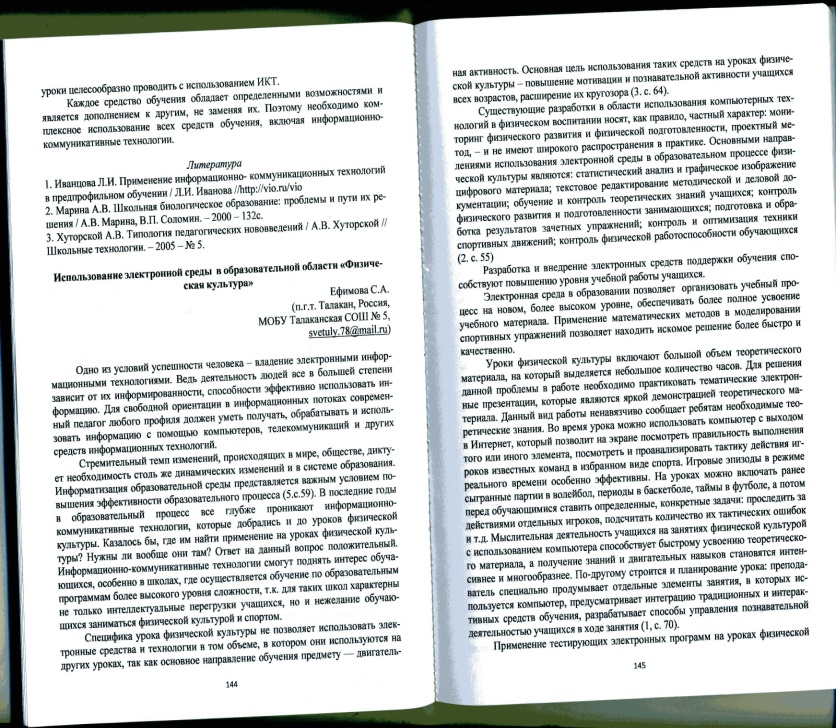 уроки целесообразно проводить с использованием ИКТ.
Каждое средство обучения обладает определенными возможностями и
является дополнением к другим, не заменяя их. Поэтому необходимо ком-
плексное использование всех средств обучения, включая информационно-
коммуникативные технологии.
Литература
1. Иванцова Л.И. Применение информационно- коммуникативных технологий
в предпрофильном обучении / Л.И. Иванова //http://vio.ru/vio
2. Марина А.В. Школьная биологическое образование: проблемы и пути их ре-
шения / А.В. Марина, В.П. Соломин. – 2000 – 132с.
3. Хуторской А.В. Типология педагогических нововведений / А.В. Хуторской //
Школьные технологии. – 2005 – № 5.
Использование электронной среды в образовательной области «Физиче-
ская культура»
Ефимова С.А.
(п.г.т. Талакан, Россия,
МОБУ Талаканская СОШ № 5,
svetuly.78@mail.ru)
Одно из условий успешности человека – владение электронными инфор-
мационными технологиями. Ведь деятельность людей все в большей степени
зависит от их информированности, способности эффективно использовать ин-
формацию. Для свободной ориентации в информационных потоках современ-
ный педагог любого профиля должен уметь получать, обрабатывать и исполь-
зовать информацию с помощью компьютеров, телекоммуникаций и других
средств информационных технологий.
Стремительный темп изменений, происходящих в мире, обществе, дикту-
ет необходимость столь же динамических изменений и в системе образования.
Информатизация образовательной среды представляется важным условием по-
вышения эффективности образовательного процесса (5.с.59). В последние годы
в образовательный процесс все глубже проникают информационно-
коммуникативные технологии, которые добрались и до уроков физической
культуры. Казалось бы, где им найти применение на уроках физической куль-
туры? Нужны ли вообще они там? Ответ на данный вопрос положительный.
Информационно-коммуникативные технологии смогут поднять интерес обуча-
ющихся, особенно в школах, где осуществляется обучение по образовательным
программам более высокого уровня сложности, т.к. для таких школ характерны
не только интеллектуальные перегрузки учащихся, но и нежелание обучаю-
щихся заниматься физической культурой и спортом.
Специфика урока физической культуры не позволяет использовать элек-
тронные средства и технологии в том объеме, в котором они используются на
других уроках, так как основное направление обучения предмету — двигатель-
144
ная активность. Основная цель использования таких средств на уроках физиче-
ской культуры – повышение мотивации и познавательной активности учащихся
всех возрастов, расширение их кругозора (3. с. 64).
Существующие разработки в области использования компьютерных тех-
нологий в физическом воспитании носят, как правило, частный характер: мони-
торинг физического развития и физической подготовленности, проектный ме-
тод, – и не имеют широкого распространения в практике. Основными направ-
лениями использования электронной среды в образовательном процессе физи-
ческой культуры являются: статистический анализ и графическое изображение
цифрового материала; текстовое редактирование методической и деловой до-
кументации; обучение и контроль теоретических знаний учащихся; контроль
физического развития и подготовленности занимающихся; подготовка и обра-
ботка результатов зачетных упражнений; контроль и оптимизация техники
спортивных движений; контроль физической работоспособности обучающихся
(2. с. 55)
Разработка и внедрение электронных средств поддержки обучения спо-
собствуют повышению уровня учебной работы учащихся.
Электронная среда в образовании позволяет организовать учебный про-
цесс на новом, более высоком уровне, обеспечивать более полное усвоение
учебного материала. Применение математических методов в моделировании
спортивных упражнений позволяет находить искомое решение более быстро и
качественно.
Уроки физической культуры включают большой объем теоретического
материала, на который выделяется небольшое количество часов. Для решения
данной проблемы в работе необходимо практиковать тематические электрон-
ные презентации, которые являются яркой демонстрацией теоретического ма-
териала. Данный вид работы ненавязчиво сообщает ребятам необходимые тео-
ретические знания. Во время урока можно использовать компьютер с выходом
в Интернет, который позволит на экране посмотреть правильность выполнения
того или иного элемента, посмотреть и проанализировать тактику действия иг-
роков известных команд в избранном виде спорта. Игровые эпизоды в режиме
реального времени особенно эффективны. На уроках можно включать ранее
сыгранные партии в волейбол, периоды в баскетболе, таймы в футболе, а потом
перед обучающимися ставить определенные, конкретные задачи: проследить за
действиями отдельных игроков, подсчитать количество их тактических ошибок
и т.д. Мыслительная деятельность учащихся на занятиях физической культурой
с использованием компьютера способствует быстрому усвоению теоретическо-
го материала, а получение знаний и двигательных навыков становятся интен-
сивнее и многообразнее. По-другому строится и планирование урока: препода-
ватель специально продумывает отдельные элементы занятия, в которых ис-
пользуется компьютер, предусматривает интеграцию традиционных и интерак-
тивных средств обучения, разрабатывает способы управления познавательной
деятельностью учащихся в ходе занятия (1, с. 70).
Применение тестирующих электронных программ на уроках физической
145